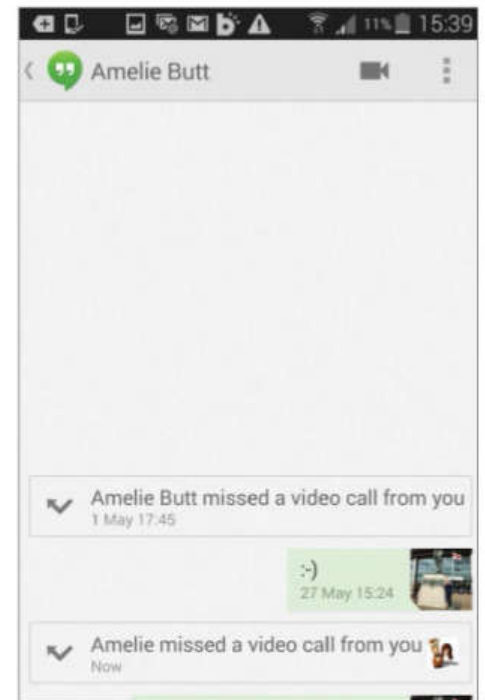 11% 15:39
Amelie Butt
Amelie Butt missed a video call from you
1 May 17:45
:-)
27 May 15:24
Amelie missed a video call from you
Now